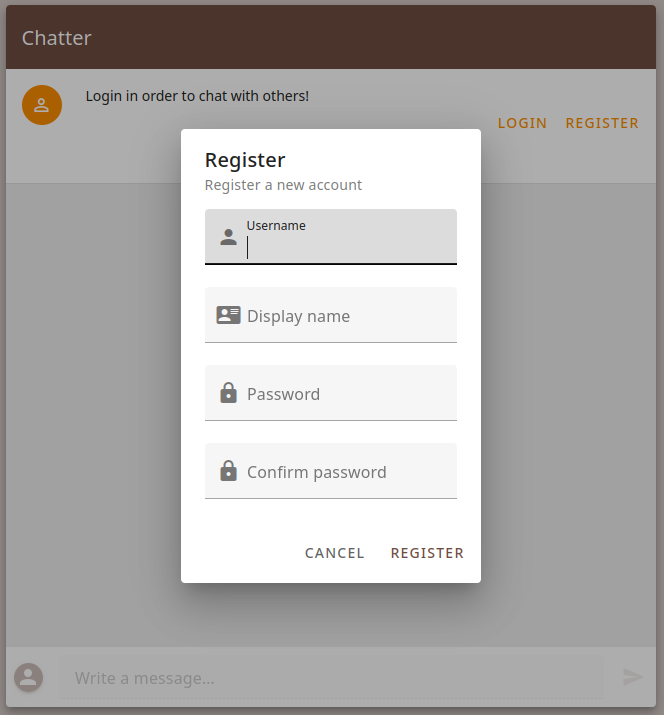 Chatter
Login in order to chat with others!
LOGIN REGISTER
Register
Register a new account
Username
Display name
Password
Confirm password
CANCEL REGISTER
Write a message...